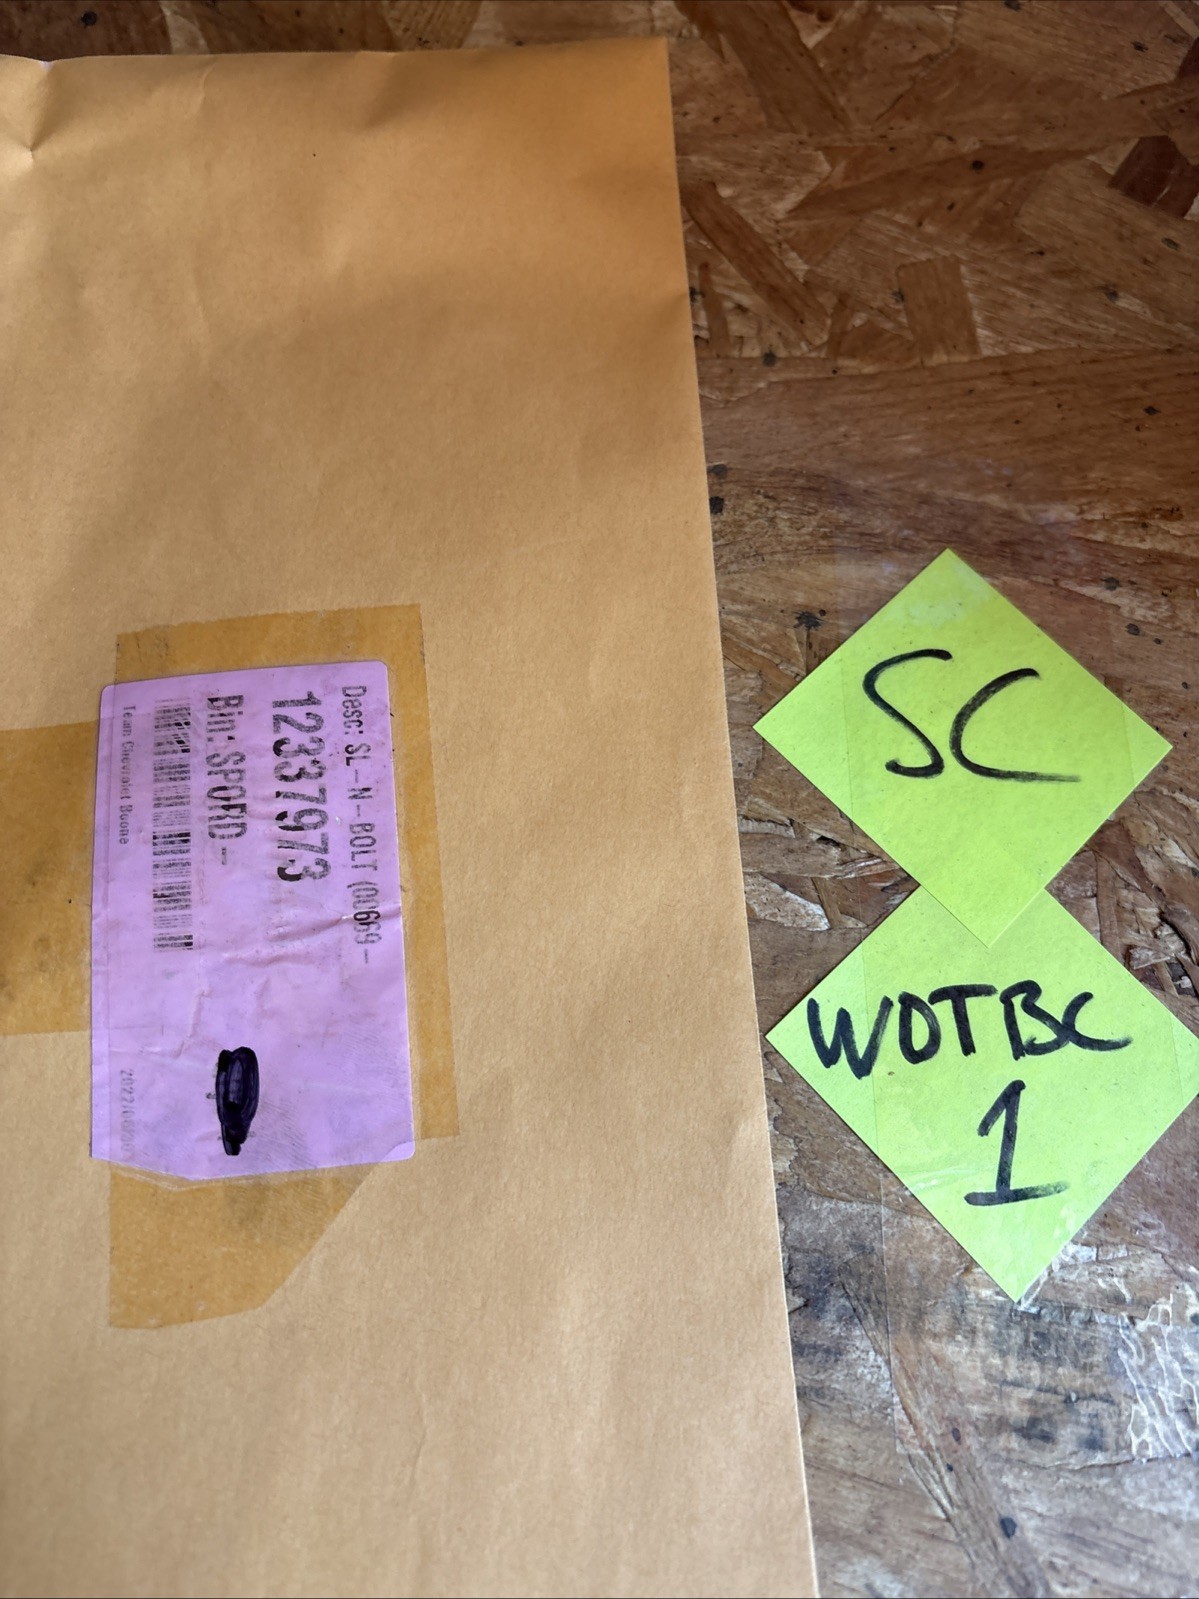 Desc: SL-N-BOLT (00669-
12337973
Bin: SPORD-
Team Chevrolet Boone
SC
WOTBC
1